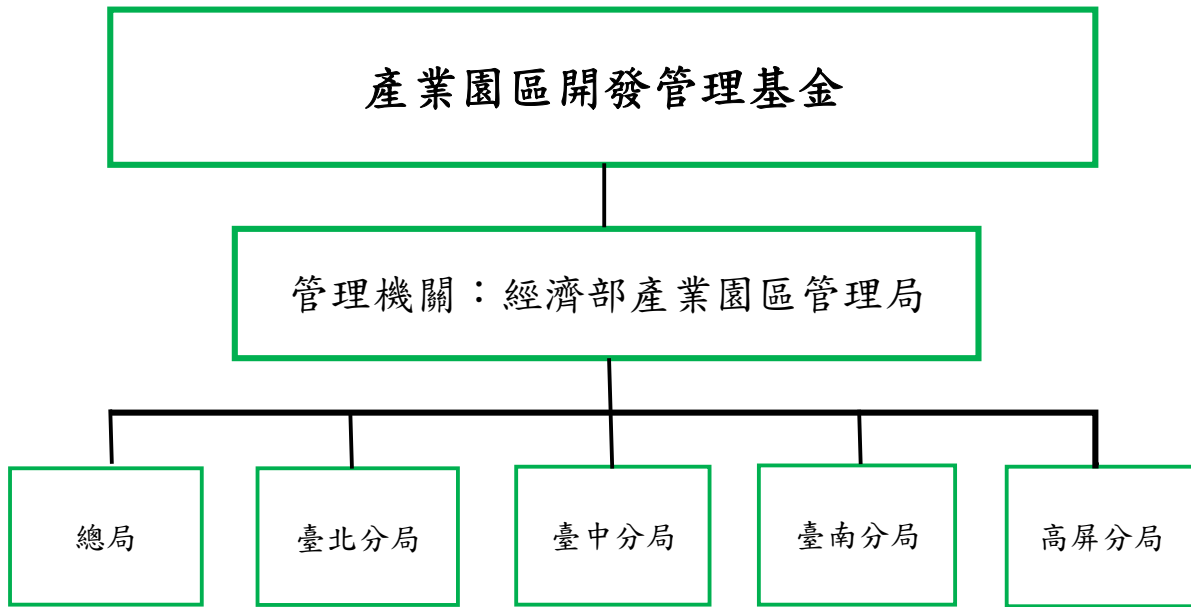 產業園區開發管理基金
管理機關：經濟部產業園區管理局
總局
臺北分局
臺中分局
臺南分局
高屏分局